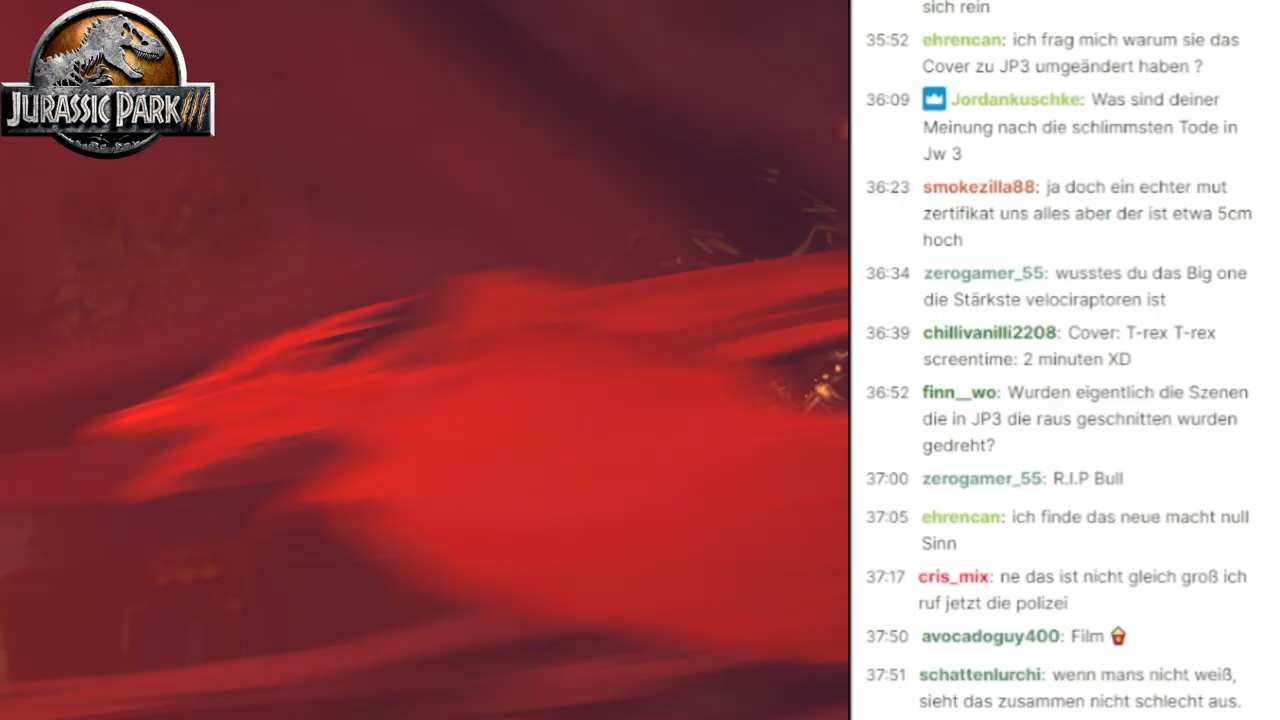 JURASSIC PARK III
sich rein
35:52 ehrencan: ich frag mich warum sie das
Cover zu JP3 umgeändert haben ?
36:09 Jordankuschke: Was sind deiner
Meinung nach die schlimmsten Tode in
Jw 3
36:23 smokezilla88: ja doch ein echter mut
zertifikat uns alles aber der ist etwa 5cm
hoch
36:34 zerogamer_55: wusstes du das Big one
die Stärkste velociraptoren ist
36:39 chillivanilli2208: Cover: T-rex T-rex
screentime: 2 minuten XD
36:52 finn__wo: Wurden eigentlich die Szenen
die in JP3 die raus geschnitten wurden
gedreht?
37:00 zerogamer_55: R.I.P Bull
37:05 ehrencan: ich finde das neue macht null
Sinn
37:17 cris_mix: ne das ist nicht gleich groß ich
ruf jetzt die polizei
37:50 avocadoguy400: Film 🍿
37:51 schattenlurchi: wenn mans nicht weiß,
sieht das zusammen nicht schlecht aus.